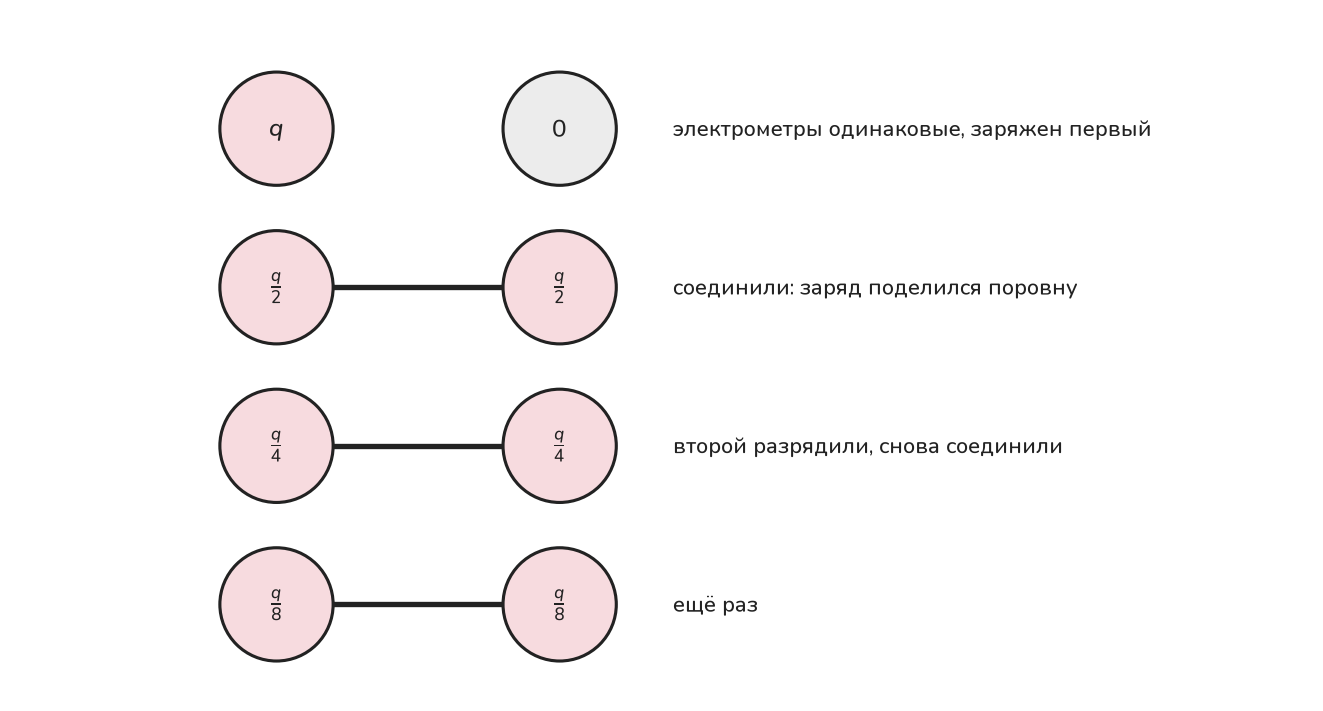 q 0 электрометры одинаковые, заряжен первый
q/2 q/2 соединили: заряд поделился поровну
q/4 q/4 второй разрядили, снова соединили
q/8 q/8 ещё раз